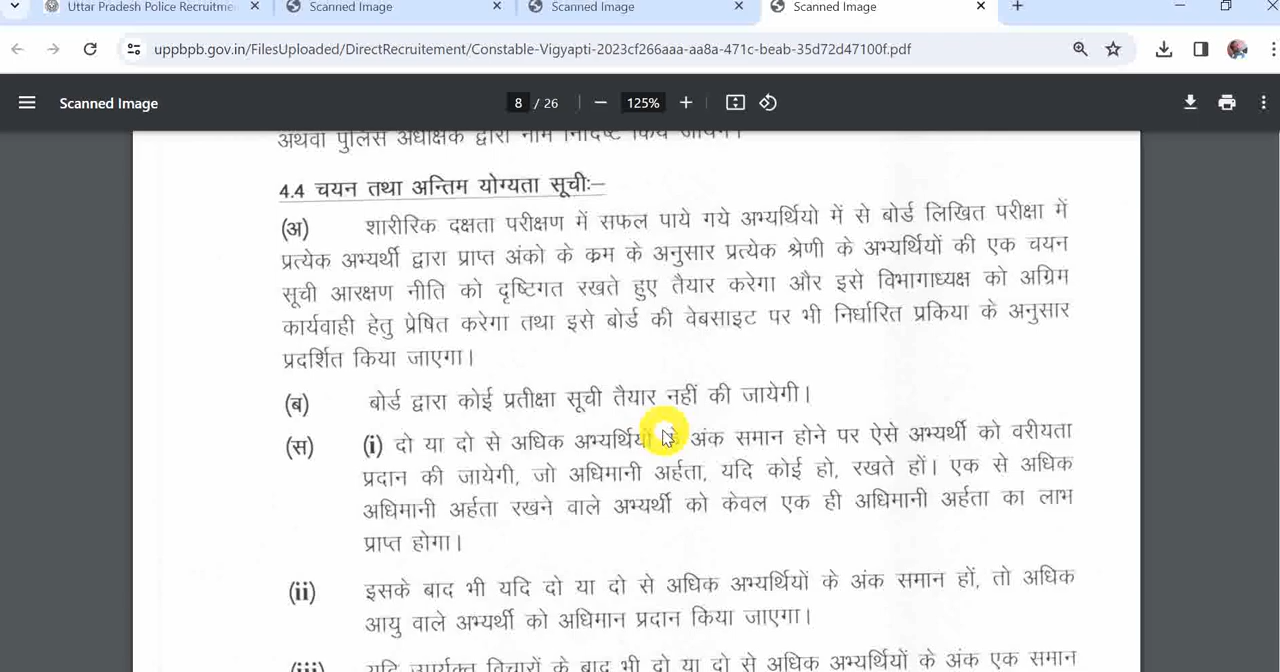 Uttar Pradesh Police Recruitme
Scanned Image
Scanned Image
Scanned Image
uppbpb.gov.in/FilesUploaded/DirectRecruitement/Constable-Vigyapti-2023cf266aaa-aa8a-471c-beab-35d72d47100f.pdf
Scanned Image
8 / 26
125%
अथवा पुलिस अधीक्षक द्वारा नाम निर्दिष्ट किये जायेंगे।
4.4 चयन तथा अन्तिम योग्यता सूची:–
(अ) शारीरिक दक्षता परीक्षण में सफल पाये गये अभ्यर्थियो में से बोर्ड लिखित परीक्षा में
प्रत्येक अभ्यर्थी द्वारा प्राप्त अंको के क्रम के अनुसार प्रत्येक श्रेणी के अभ्यर्थियों की एक चयन
सूची आरक्षण नीति को दृष्टिगत रखते हुए तैयार करेगा और इसे विभागाध्यक्ष को अग्रिम
कार्यवाही हेतु प्रेषित करेगा तथा इसे बोर्ड की वेबसाइट पर भी निर्धारित प्रकिया के अनुसार
प्रदर्शित किया जाएगा।
(ब) बोर्ड द्वारा कोई प्रतीक्षा सूची तैयार नहीं की जायेगी।
(स) (i) दो या दो से अधिक अभ्यर्थियों के अंक समान होने पर ऐसे अभ्यर्थी को वरीयता
प्रदान की जायेगी, जो अधिमानी अर्हता, यदि कोई हो, रखते हों। एक से अधिक
अधिमानी अर्हता रखने वाले अभ्यर्थी को केवल एक ही अधिमानी अर्हता का लाभ
प्राप्त होगा।
(ii) इसके बाद भी यदि दो या दो से अधिक अभ्यर्थियों के अंक समान हों, तो अधिक
आयु वाले अभ्यर्थी को अधिमान प्रदान किया जाएगा।
(iii) यदि उपर्युक्त विचारों के बाद भी दो या दो से अधिक अभ्यर्थियों के अंक एक समान